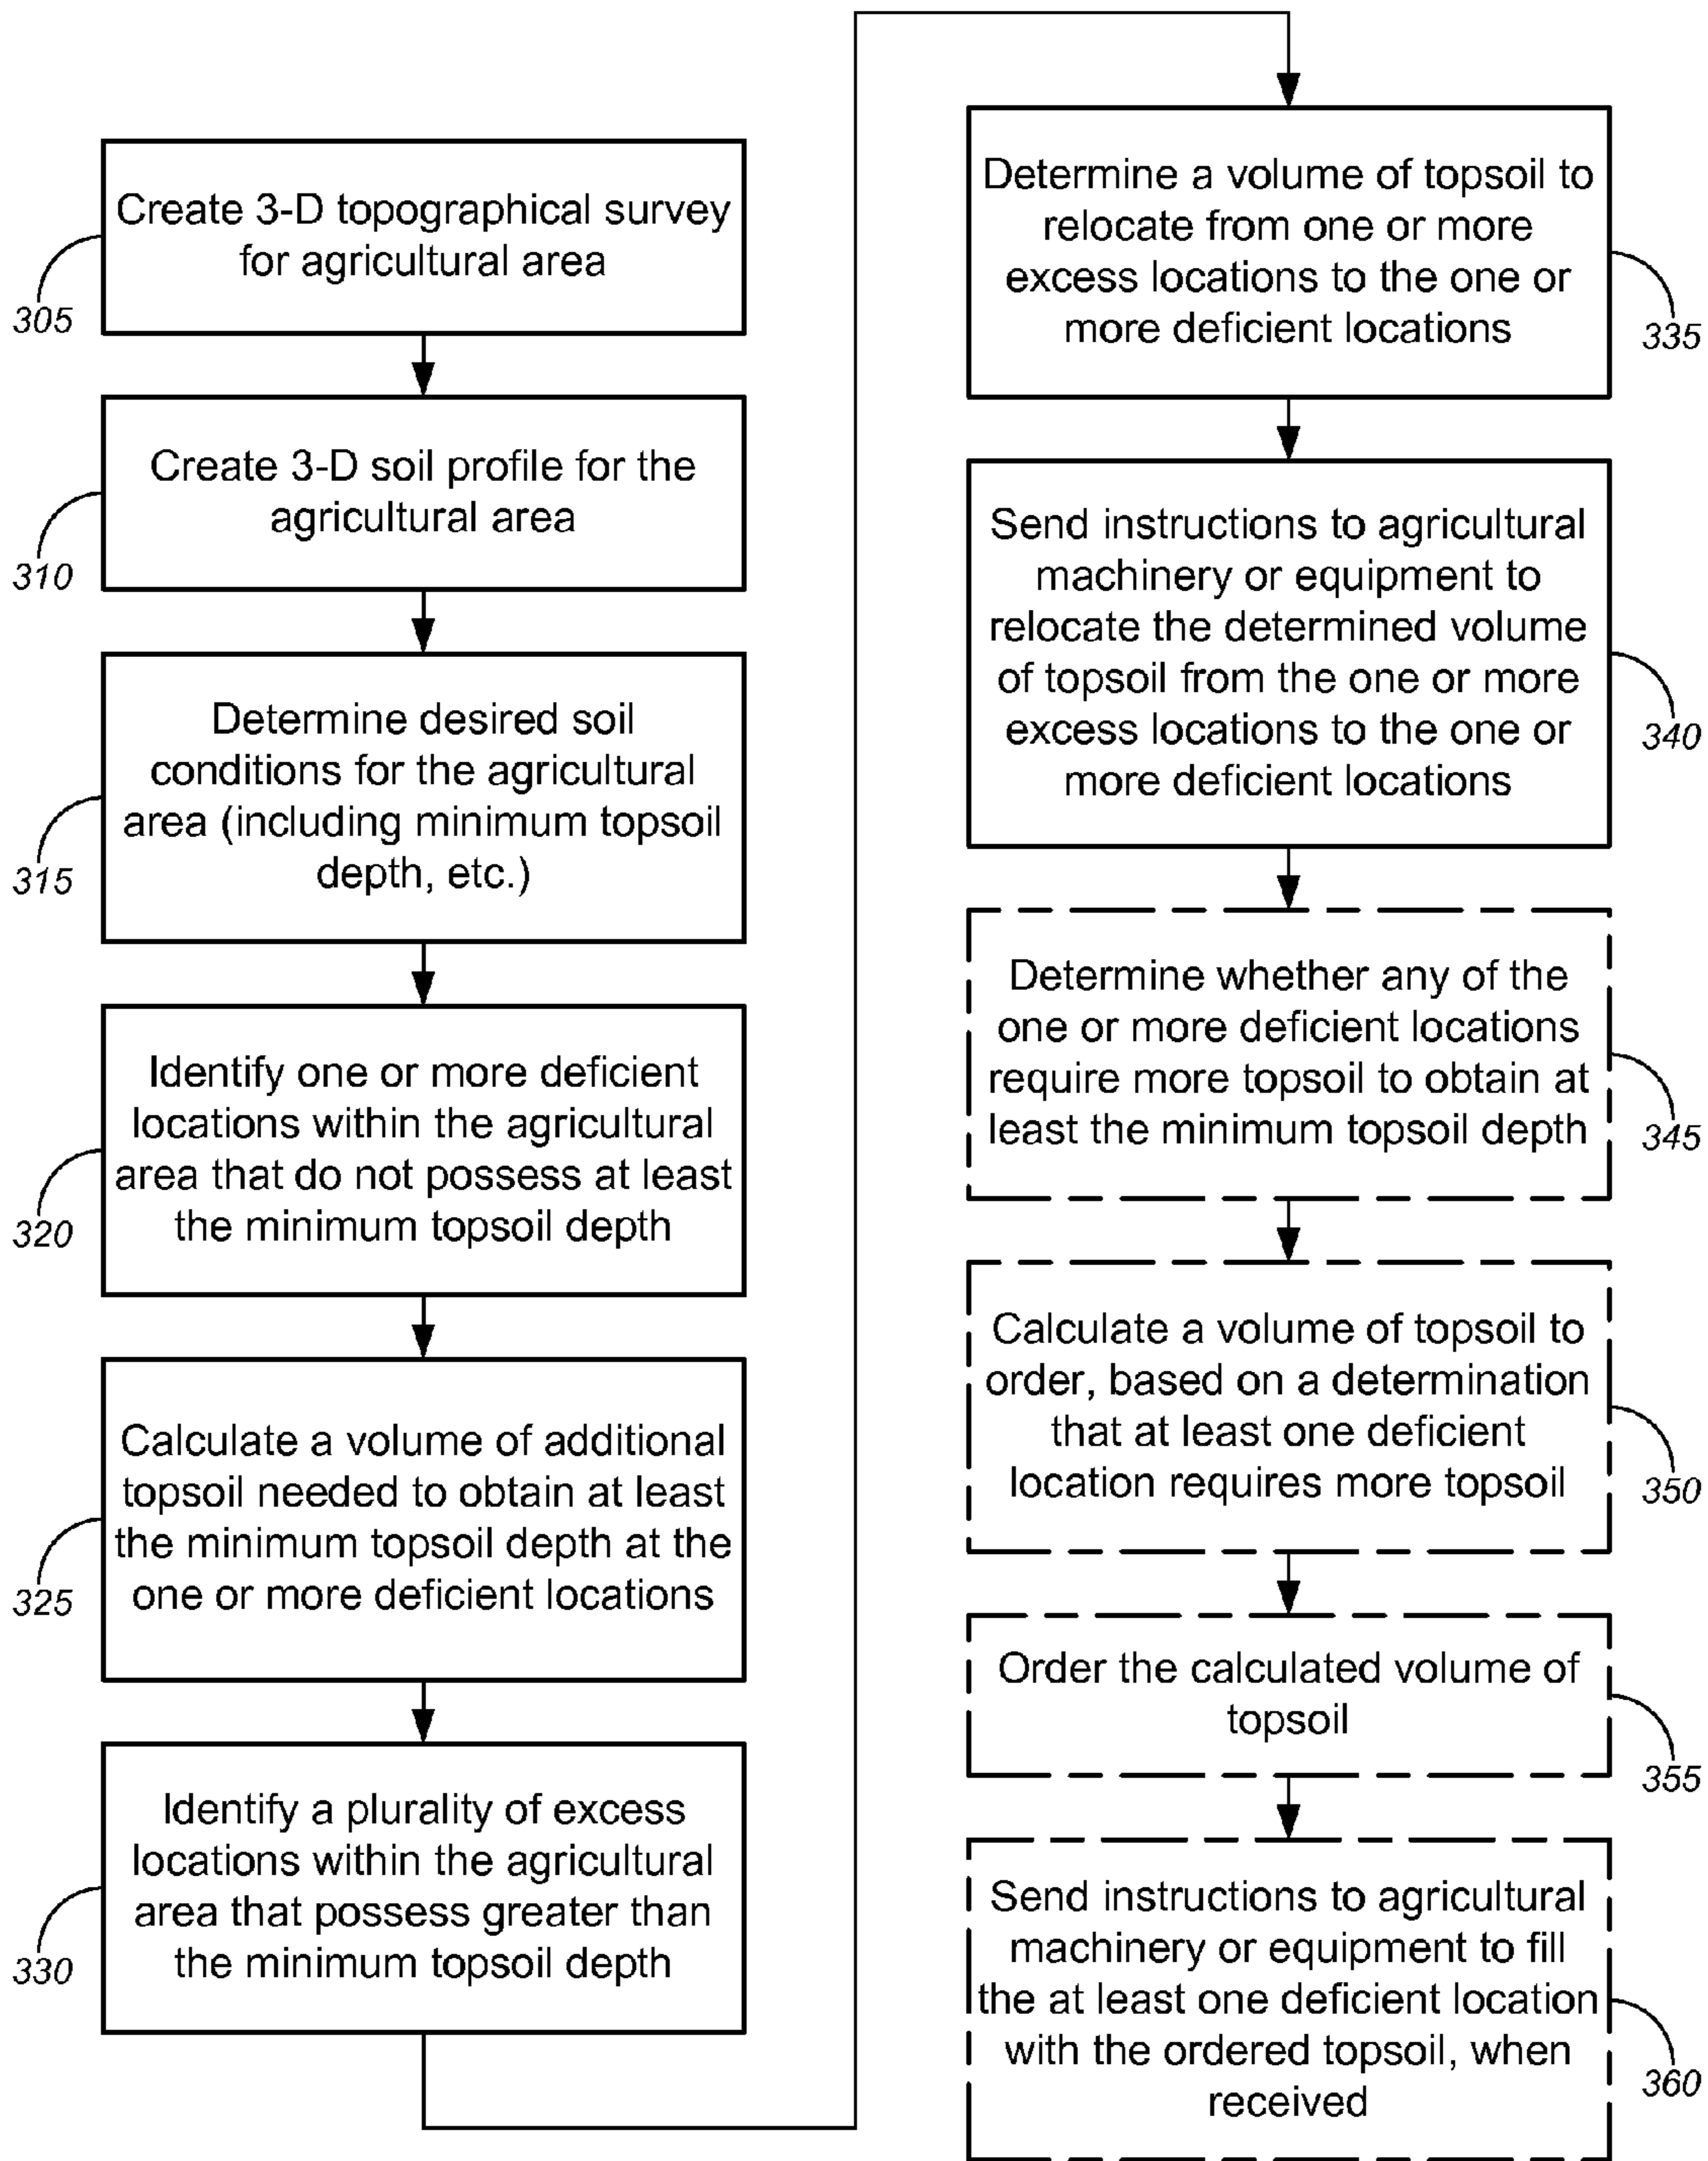 Create 3-D topographical survey
for agricultural area
305
Create 3-D soil profile for the
agricultural area
310
Determine desired soil
conditions for the agricultural
area (including minimum topsoil
depth, etc.)
315
Identify one or more deficient
locations within the agricultural
area that do not possess at least
the minimum topsoil depth
320
Calculate a volume of additional
topsoil needed to obtain at least
the minimum topsoil depth at the
one or more deficient locations
325
Identify a plurality of excess
locations within the agricultural
area that possess greater than
the minimum topsoil depth
330
Determine a volume of topsoil to
relocate from one or more
excess locations to the one or
more deficient locations
335
Send instructions to agricultural
machinery or equipment to
relocate the determined volume
of topsoil from the one or more
excess locations to the one or
more deficient locations
340
Determine whether any of the
one or more deficient locations
require more topsoil to obtain at
least the minimum topsoil depth
345
Calculate a volume of topsoil to
order, based on a determination
that at least one deficient
location requires more topsoil
350
Order the calculated volume of
topsoil
355
Send instructions to agricultural
machinery or equipment to fill
the at least one deficient location
with the ordered topsoil, when
received
360